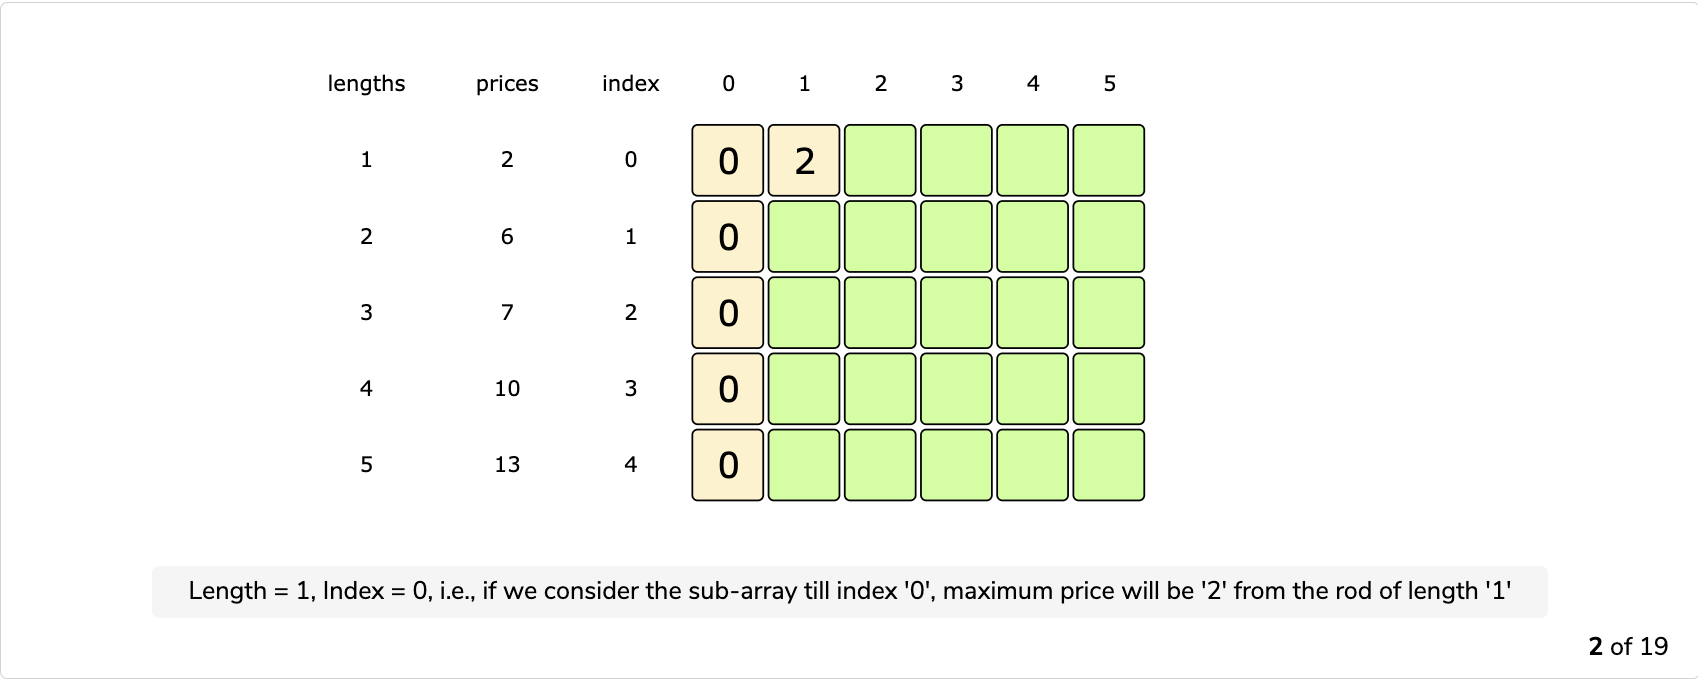 lengths prices index 0 1 2 3 4 5
1 2 0 0 2
2 6 1 0
3 7 2 0
4 10 3 0
5 13 4 0
Length = 1, Index = 0, i.e., if we consider the sub-array till index '0', maximum price will be '2' from the rod of length '1'
2 of 19